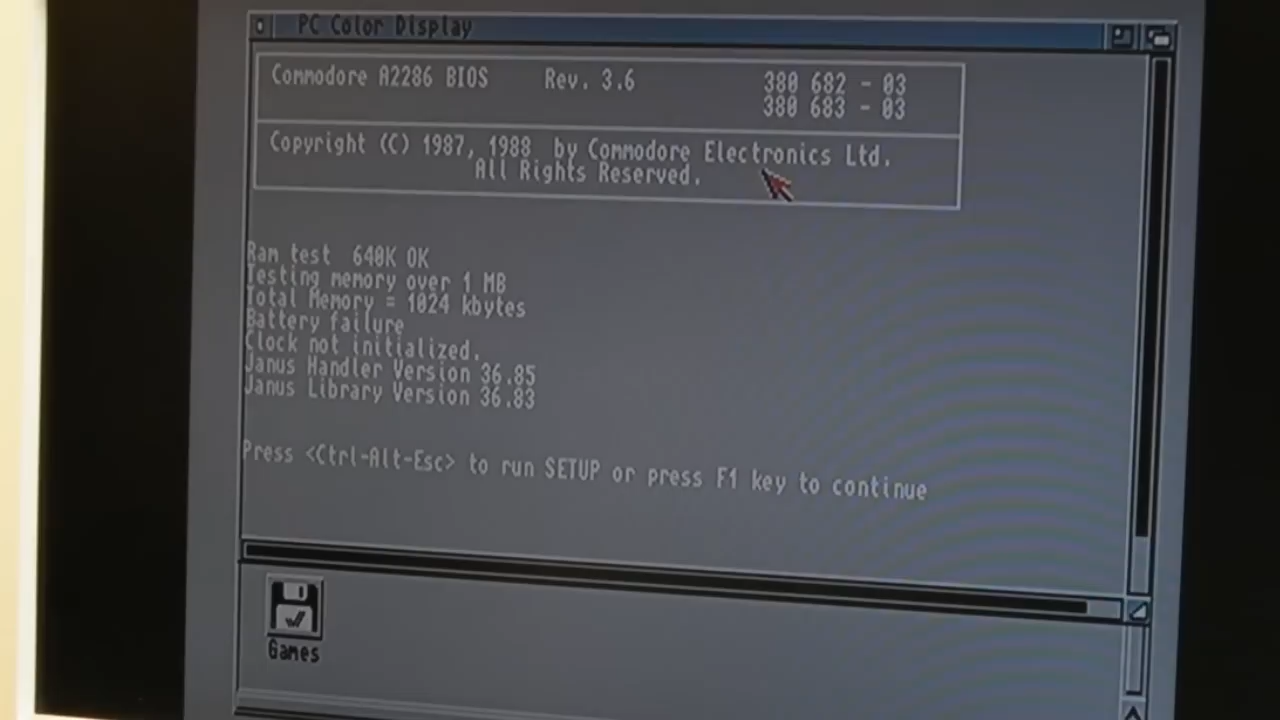 PC Color Display
Commodore A2286 BIOS Rev. 3.6 380 682 - 03
380 683 - 03
Copyright (C) 1987, 1988 by Commodore Electronics Ltd.
All Rights Reserved.
Ram test 640K OK
Testing memory over 1 MB
Total Memory = 1024 kbytes
Battery failure
Clock not initialized.
Janus Handler Version 36.85
Janus Library Version 36.83
Press <Ctrl-Alt-Esc> to run SETUP or press F1 key to continue
Games